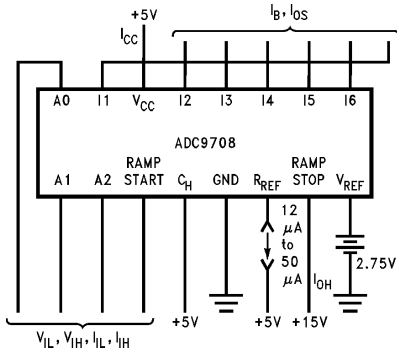 +5V
I_CC
I_B, I_OS
A0 I1 V_CC I2 I3 I4 I5 I6
ADC9708
A1 A2 RAMP START C_H GND R_REF RAMP STOP V_REF
12 μA to 50 μA
2.75V
I_OH
+5V +5V +15V
V_IL, V_IH, I_IL, I_IH